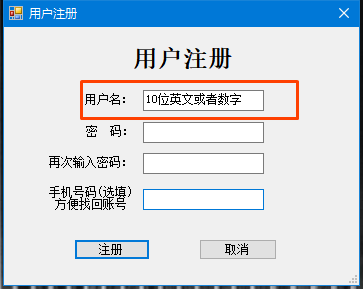 用户注册
用户注册
用户名： 10位英文或者数字
密　码：
再次输入密码：
手机号码(选填)
方便找回账号
注册 取消